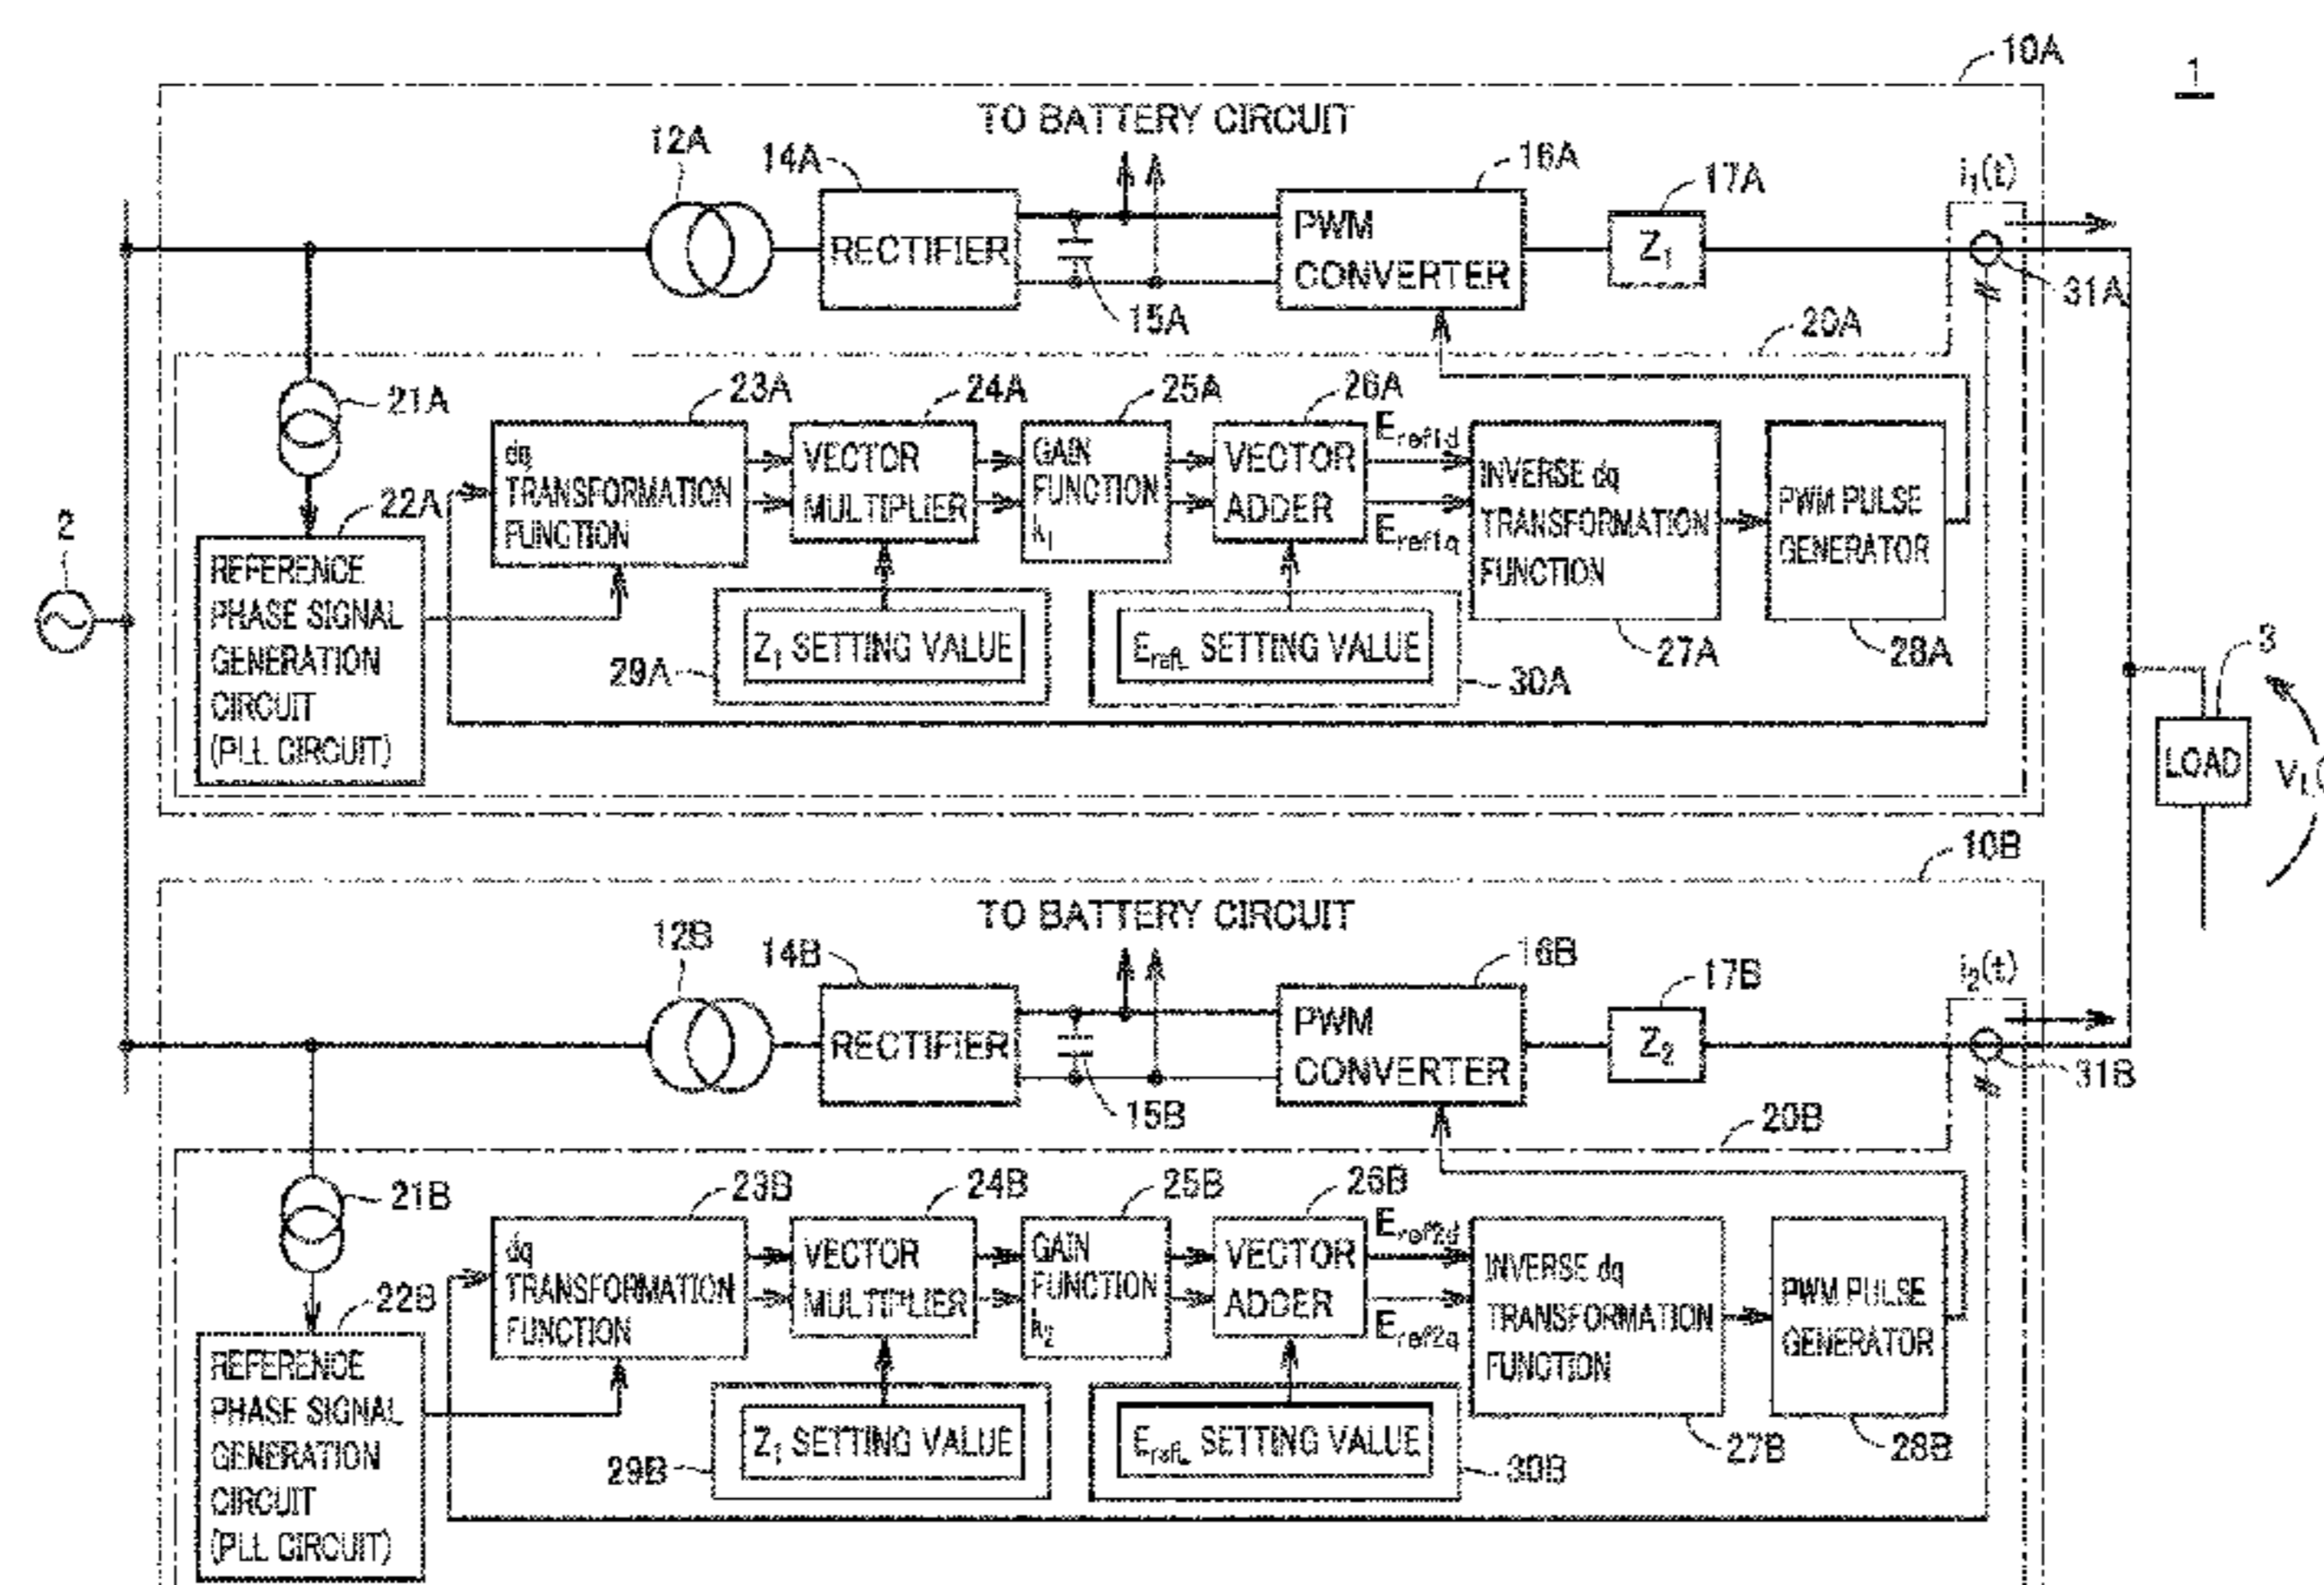 10A
1
TO BATTERY CIRCUIT
12A
14A
16A
17A
i1(t)
RECTIFIER
PWM
CONVERTER
Z1
15A
31A
20A
21A
23A
24A
25A
26A
Eref1d
dq
TRANSFORMATION
FUNCTION
VECTOR
MULTIPLIER
GAIN
FUNCTION
k1
VECTOR
ADDER
Eref1q
INVERSE dq
TRANSFORMATION
FUNCTION
PWM PULSE
GENERATOR
22A
2
REFERENCE
PHASE SIGNAL
GENERATION
CIRCUIT
(PLL CIRCUIT)
Z1 SETTING VALUE
ErefL SETTING VALUE
29A
30A
27A
28A
3
LOAD
10B
TO BATTERY CIRCUIT
12B
14B
16B
17B
i2(t)
RECTIFIER
PWM
CONVERTER
Z2
15B
31B
20B
21B
23B
24B
25B
26B
Eref2d
dq
TRANSFORMATION
FUNCTION
VECTOR
MULTIPLIER
GAIN
FUNCTION
k2
VECTOR
ADDER
Eref2q
INVERSE dq
TRANSFORMATION
FUNCTION
PWM PULSE
GENERATOR
22B
REFERENCE
PHASE SIGNAL
GENERATION
CIRCUIT
(PLL CIRCUIT)
Z1 SETTING VALUE
ErefL SETTING VALUE
29B
30B
27B
28B